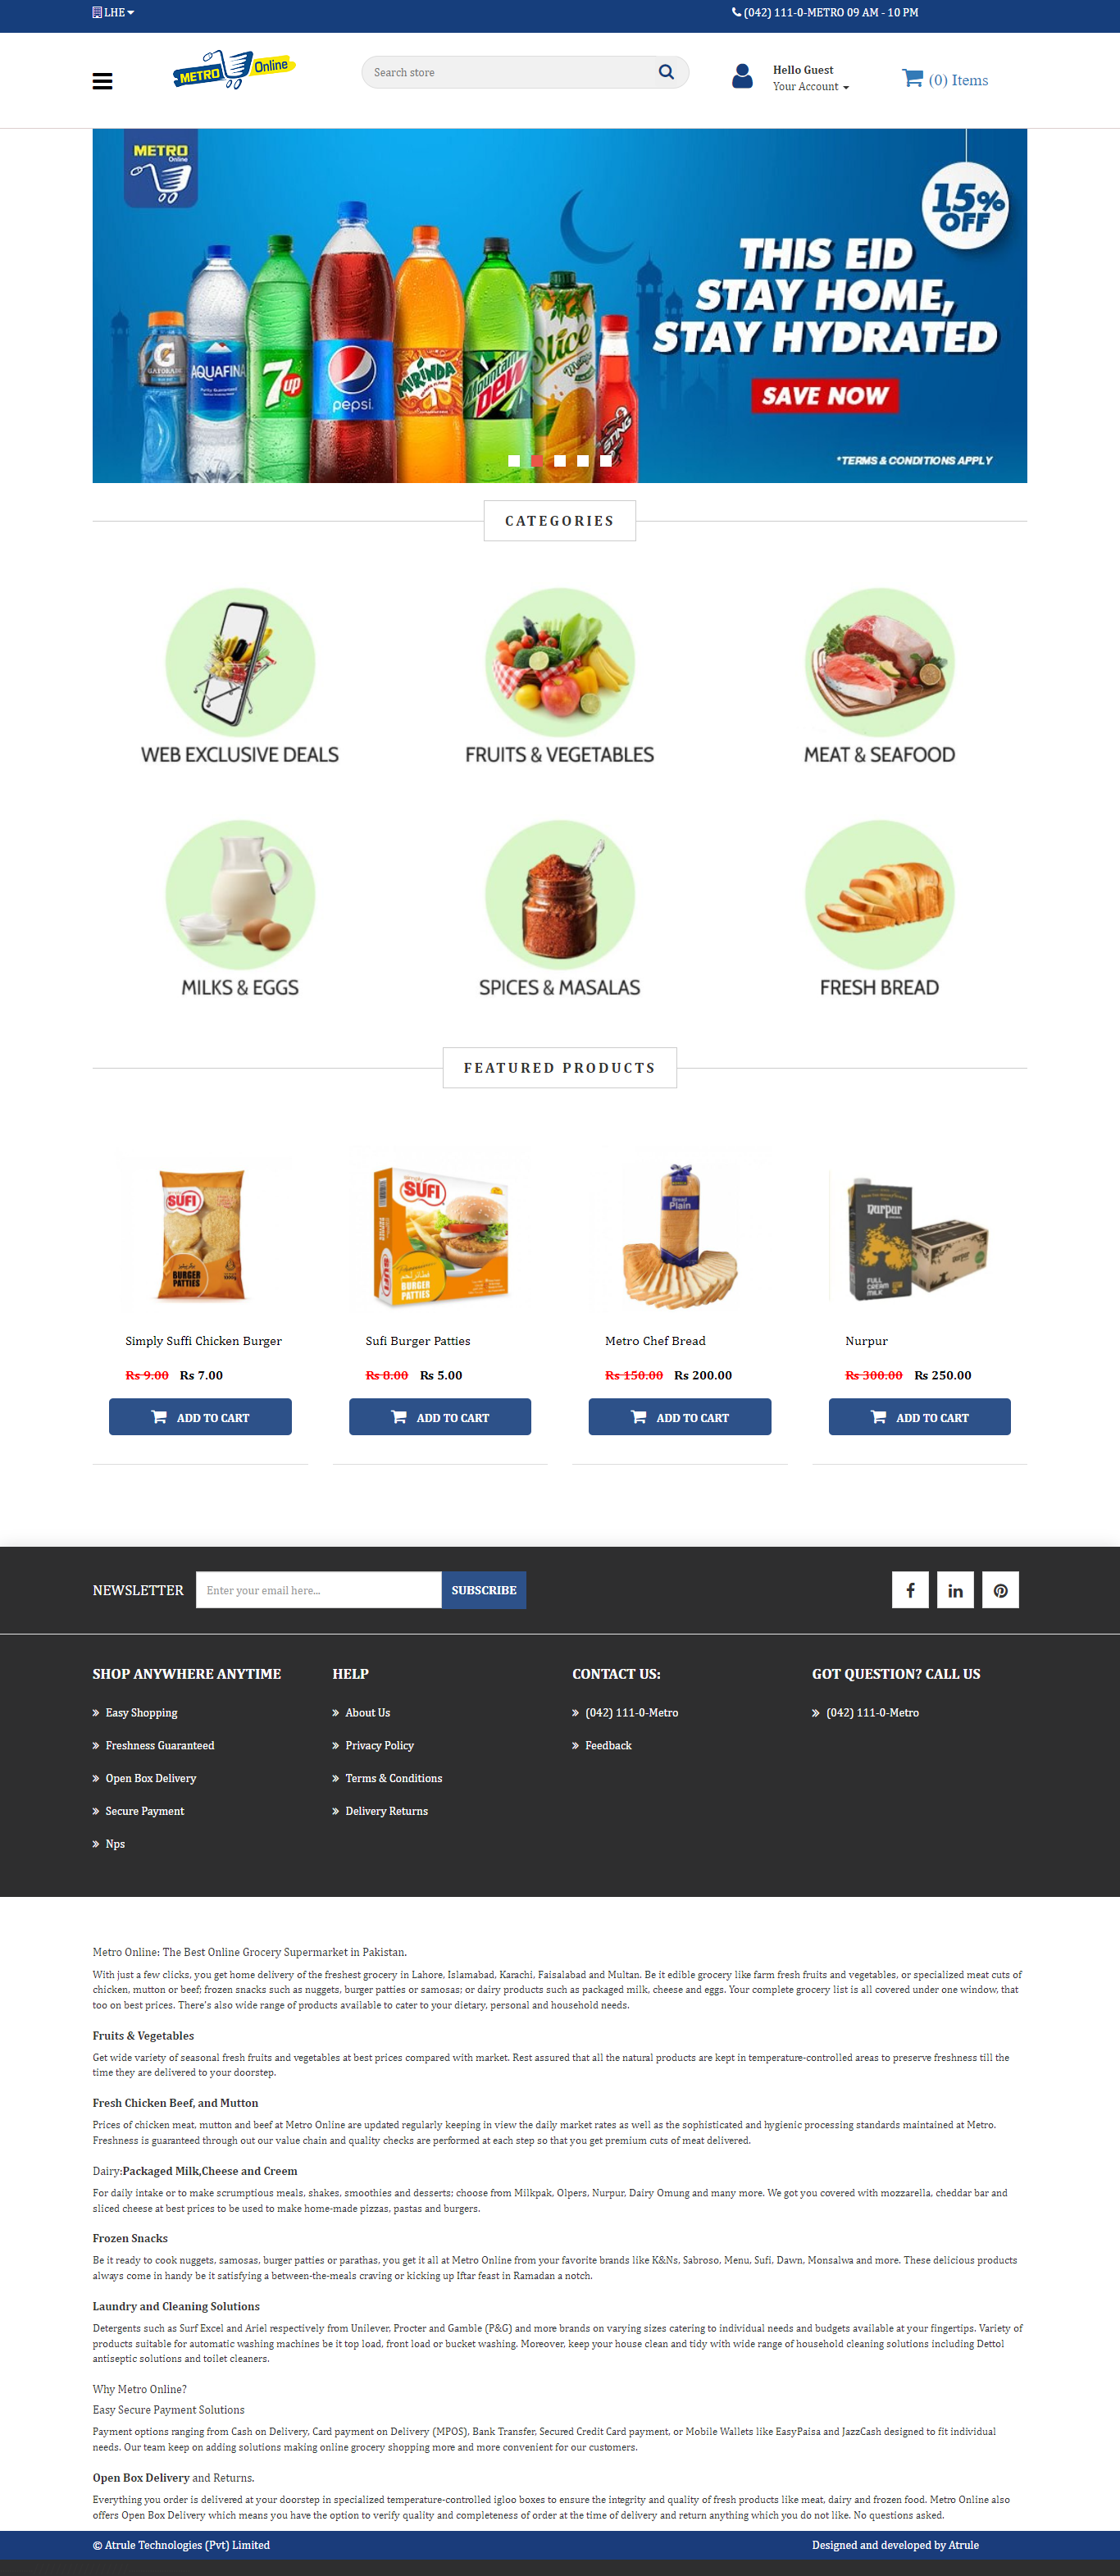 LHE
(042) 111-0-METRO 09 AM - 10 PM
METRO Online
Search store
Hello Guest
Your Account
(0) Items
METRO
Online
15%
OFF
THIS EID
STAY HOME,
STAY HYDRATED
SAVE NOW
*TERMS & CONDITIONS APPLY
GATORADE
AQUAFINA
7up
pepsi
MIRINDA
Mountain Dew
Slice
STING
CATEGORIES
WEB EXCLUSIVE DEALS
FRUITS & VEGETABLES
MEAT & SEAFOOD
MILKS & EGGS
SPICES & MASALAS
FRESH BREAD
FEATURED PRODUCTS
SUFI
BURGER
PATTIES
SUFI
BURGER
PATTIES
Bread
Plain
nurpur
FULL
CREAM
MILK
Simply Suffi Chicken Burger
Rs 9.00 Rs 7.00
ADD TO CART
Sufi Burger Patties
Rs 8.00 Rs 5.00
ADD TO CART
Metro Chef Bread
Rs 150.00 Rs 200.00
ADD TO CART
Nurpur
Rs 300.00 Rs 250.00
ADD TO CART
NEWSLETTER
Enter your email here...
SUBSCRIBE
SHOP ANYWHERE ANYTIME
Easy Shopping
Freshness Guaranteed
Open Box Delivery
Secure Payment
Nps
HELP
About Us
Privacy Policy
Terms & Conditions
Delivery Returns
CONTACT US:
(042) 111-0-Metro
Feedback
GOT QUESTION? CALL US
(042) 111-0-Metro
Metro Online: The Best Online Grocery Supermarket in Pakistan.
With just a few clicks, you get home delivery of the freshest grocery in Lahore, Islamabad, Karachi, Faisalabad and Multan. Be it edible grocery like farm fresh fruits and vegetables, or specialized meat cuts of
chicken, mutton or beef; frozen snacks such as nuggets, burger patties or samosas; or dairy products such as packaged milk, cheese and eggs. Your complete grocery list is all covered under one window, that
too on best prices. There's also wide range of products available to cater to your dietary, personal and household needs.
Fruits & Vegetables
Get wide variety of seasonal fresh fruits and vegetables at best prices compared with market. Rest assured that all the natural products are kept in temperature-controlled areas to preserve freshness till the
time they are delivered to your doorstep.
Fresh Chicken Beef, and Mutton
Prices of chicken meat, mutton and beef at Metro Online are updated regularly keeping in view the daily market rates as well as the sophisticated and hygienic processing standards maintained at Metro.
Freshness is guaranteed through out our value chain and quality checks are performed at each step so that you get premium cuts of meat delivered.
Dairy:Packaged Milk,Cheese and Creem
For daily intake or to make scrumptious meals, shakes, smoothies and desserts; choose from Milkpak, Olpers, Nurpur, Dairy Omung and many more. We got you covered with mozzarella, cheddar bar and
sliced cheese at best prices to be used to make home-made pizzas, pastas and burgers.
Frozen Snacks
Be it ready to cook nuggets, samosas, burger patties or parathas, you get it all at Metro Online from your favorite brands like K&Ns, Sabroso, Menu, Sufi, Dawn, Monsalwa and more. These delicious products
always come in handy be it satisfying a between-the-meals craving or kicking up Iftar feast in Ramadan a notch.
Laundry and Cleaning Solutions
Detergents such as Surf Excel and Ariel respectively from Unilever, Procter and Gamble (P&G) and more brands on varying sizes catering to individual needs and budgets available at your fingertips. Variety of
products suitable for automatic washing machines be it top load, front load or bucket washing. Moreover, keep your house clean and tidy with wide range of household cleaning solutions including Dettol
antiseptic solutions and toilet cleaners.
Why Metro Online?
Easy Secure Payment Solutions
Payment options ranging from Cash on Delivery, Card payment on Delivery (MPOS), Bank Transfer, Secured Credit Card payment, or Mobile Wallets like EasyPaisa and JazzCash designed to fit individual
needs. Our team keep on adding solutions making online grocery shopping more and more convenient for our customers.
Open Box Delivery and Returns.
Everything you order is delivered at your doorstep in specialized temperature-controlled igloo boxes to ensure the integrity and quality of fresh products like meat, dairy and frozen food. Metro Online also
offers Open Box Delivery which means you have the option to verify quality and completeness of order at the time of delivery and return anything which you do not like. No questions asked.
© Atrule Technologies (Pvt) Limited
Designed and developed by Atrule